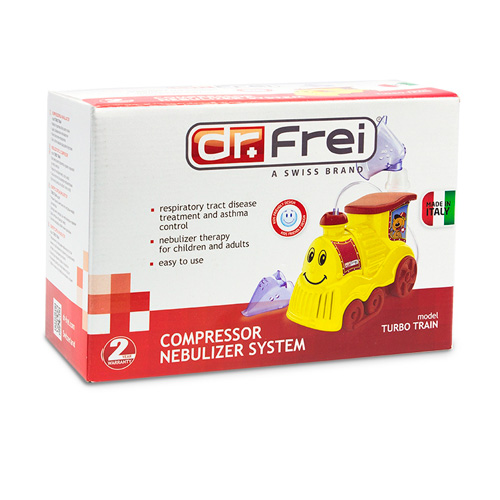 dr.Frei
A SWISS BRAND
respiratory tract disease
treatment and asthma
control
nebulizer therapy
for children and adults
easy to use
MADE IN
ITALY
model
TURBO TRAIN
COMPRESSOR
NEBULIZER SYSTEM
2 YEAR
WARRANTY